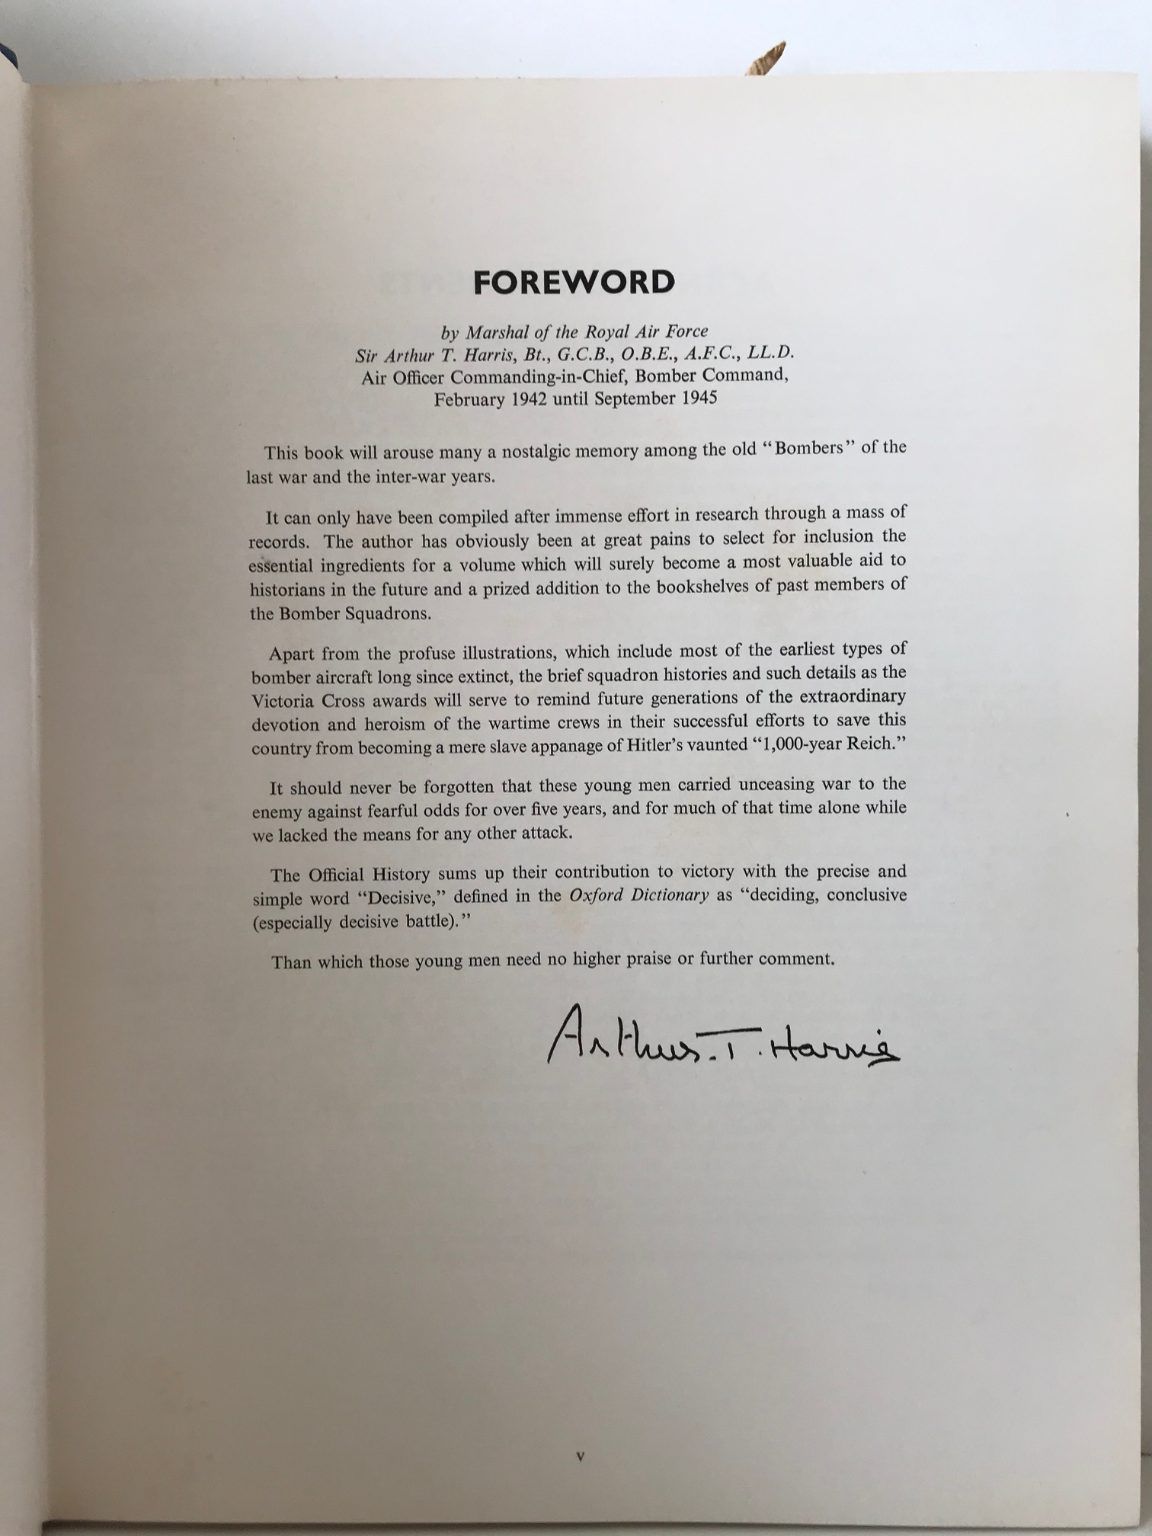 FOREWORD
by Marshal of the Royal Air Force
Sir Arthur T. Harris, Bt., G.C.B., O.B.E., A.F.C., LL.D.
Air Officer Commanding-in-Chief, Bomber Command,
February 1942 until September 1945
This book will arouse many a nostalgic memory among the old “Bombers” of the
last war and the inter-war years.
It can only have been compiled after immense effort in research through a mass of
records. The author has obviously been at great pains to select for inclusion the
essential ingredients for a volume which will surely become a most valuable aid to
historians in the future and a prized addition to the bookshelves of past members of
the Bomber Squadrons.
Apart from the profuse illustrations, which include most of the earliest types of
bomber aircraft long since extinct, the brief squadron histories and such details as the
Victoria Cross awards will serve to remind future generations of the extraordinary
devotion and heroism of the wartime crews in their successful efforts to save this
country from becoming a mere slave appanage of Hitler’s vaunted “1,000-year Reich.”
It should never be forgotten that these young men carried unceasing war to the
enemy against fearful odds for over five years, and for much of that time alone while
we lacked the means for any other attack.
The Official History sums up their contribution to victory with the precise and
simple word “Decisive,” defined in the Oxford Dictionary as “deciding, conclusive
(especially decisive battle).”
Than which those young men need no higher praise or further comment.
Arthur. T. Harris
v